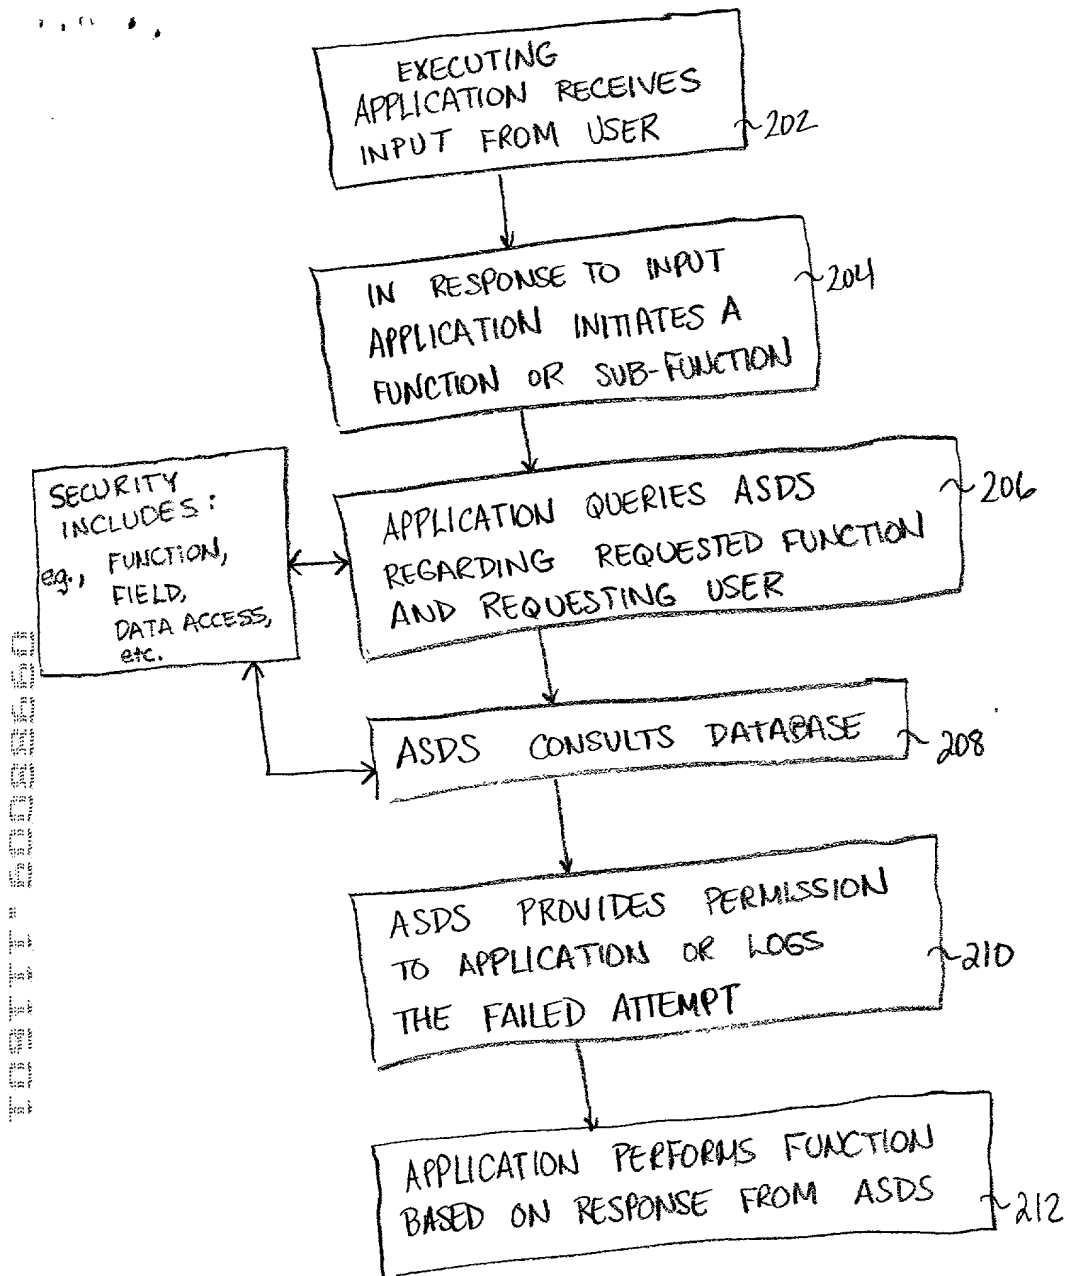 EXECUTING
APPLICATION RECEIVES
INPUT FROM USER
202
IN RESPONSE TO INPUT
APPLICATION INITIATES A
FUNCTION OR SUB-FUNCTION
204
SECURITY
INCLUDES:
e.g., FUNCTION,
FIELD,
DATA ACCESS,
etc.
APPLICATION QUERIES ASDS
REGARDING REQUESTED FUNCTION
AND REQUESTING USER
206
ASDS CONSULTS DATABASE
208
ASDS PROVIDES PERMISSION
TO APPLICATION OR LOGS
THE FAILED ATTEMPT
210
APPLICATION PERFORMS FUNCTION
BASED ON RESPONSE FROM ASDS
212